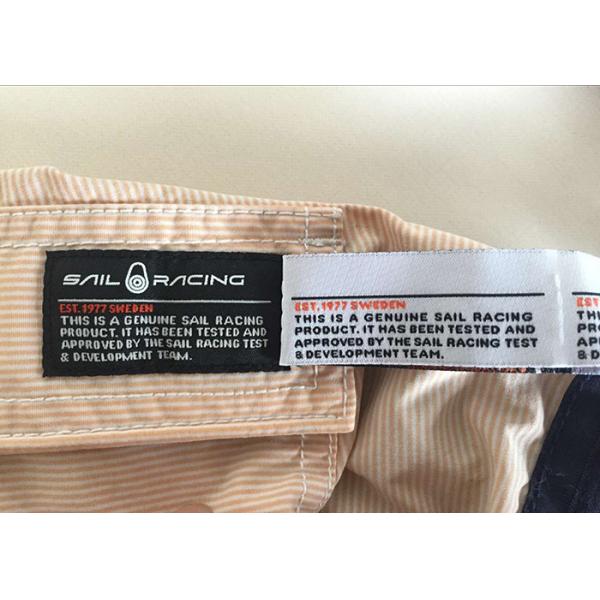 SAIL RACING
EST. 1977 SWEDEN
THIS IS A GENUINE SAIL RACING
PRODUCT. IT HAS BEEN TESTED AND
APPROVED BY THE SAIL RACING TEST
& DEVELOPMENT TEAM.
EST. 1977 SWEDEN
THIS IS A GENUINE SAIL RACING
PRODUCT. IT HAS BEEN TESTED AND
APPROVED BY THE SAIL RACING TEST
& DEVELOPMENT TEAM.